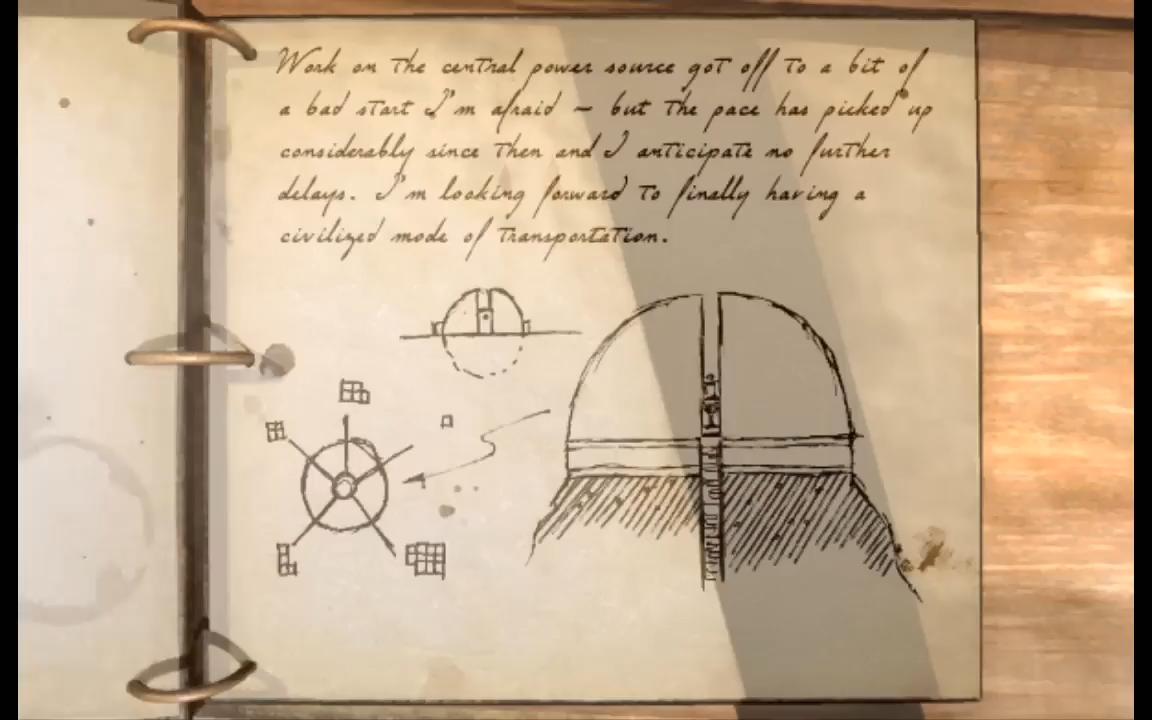 Work on the central power source got off to a bit of
a bad start I'm afraid – but the pace has picked up
considerably since then and I anticipate no further
delays. I'm looking forward to finally having a
civilized mode of transportation.